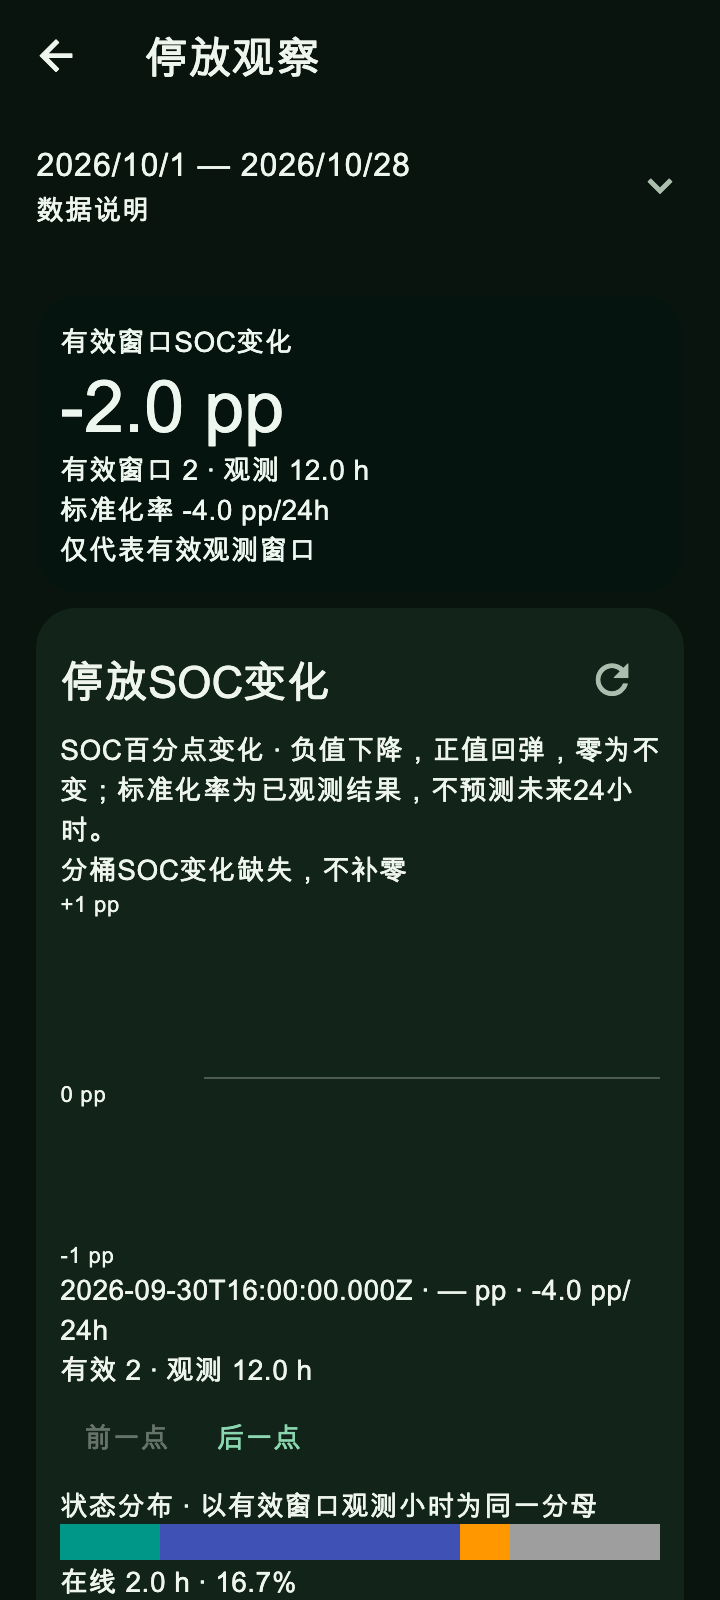 停放观察
2026/10/1 — 2026/10/28
数据说明
有效窗口SOC变化
-2.0 pp
有效窗口 2 · 观测 12.0 h
标准化率 -4.0 pp/24h
仅代表有效观测窗口
停放SOC变化
SOC百分点变化 · 负值下降，正值回弹，零为不
变；标准化率为已观测结果，不预测未来24小
时。
分桶SOC变化缺失，不补零
+1 pp
0 pp
-1 pp
2026-09-30T16:00:00.000Z · — pp · -4.0 pp/
24h
有效 2 · 观测 12.0 h
前一点
后一点
状态分布 · 以有效窗口观测小时为同一分母
在线 2.0 h · 16.7%